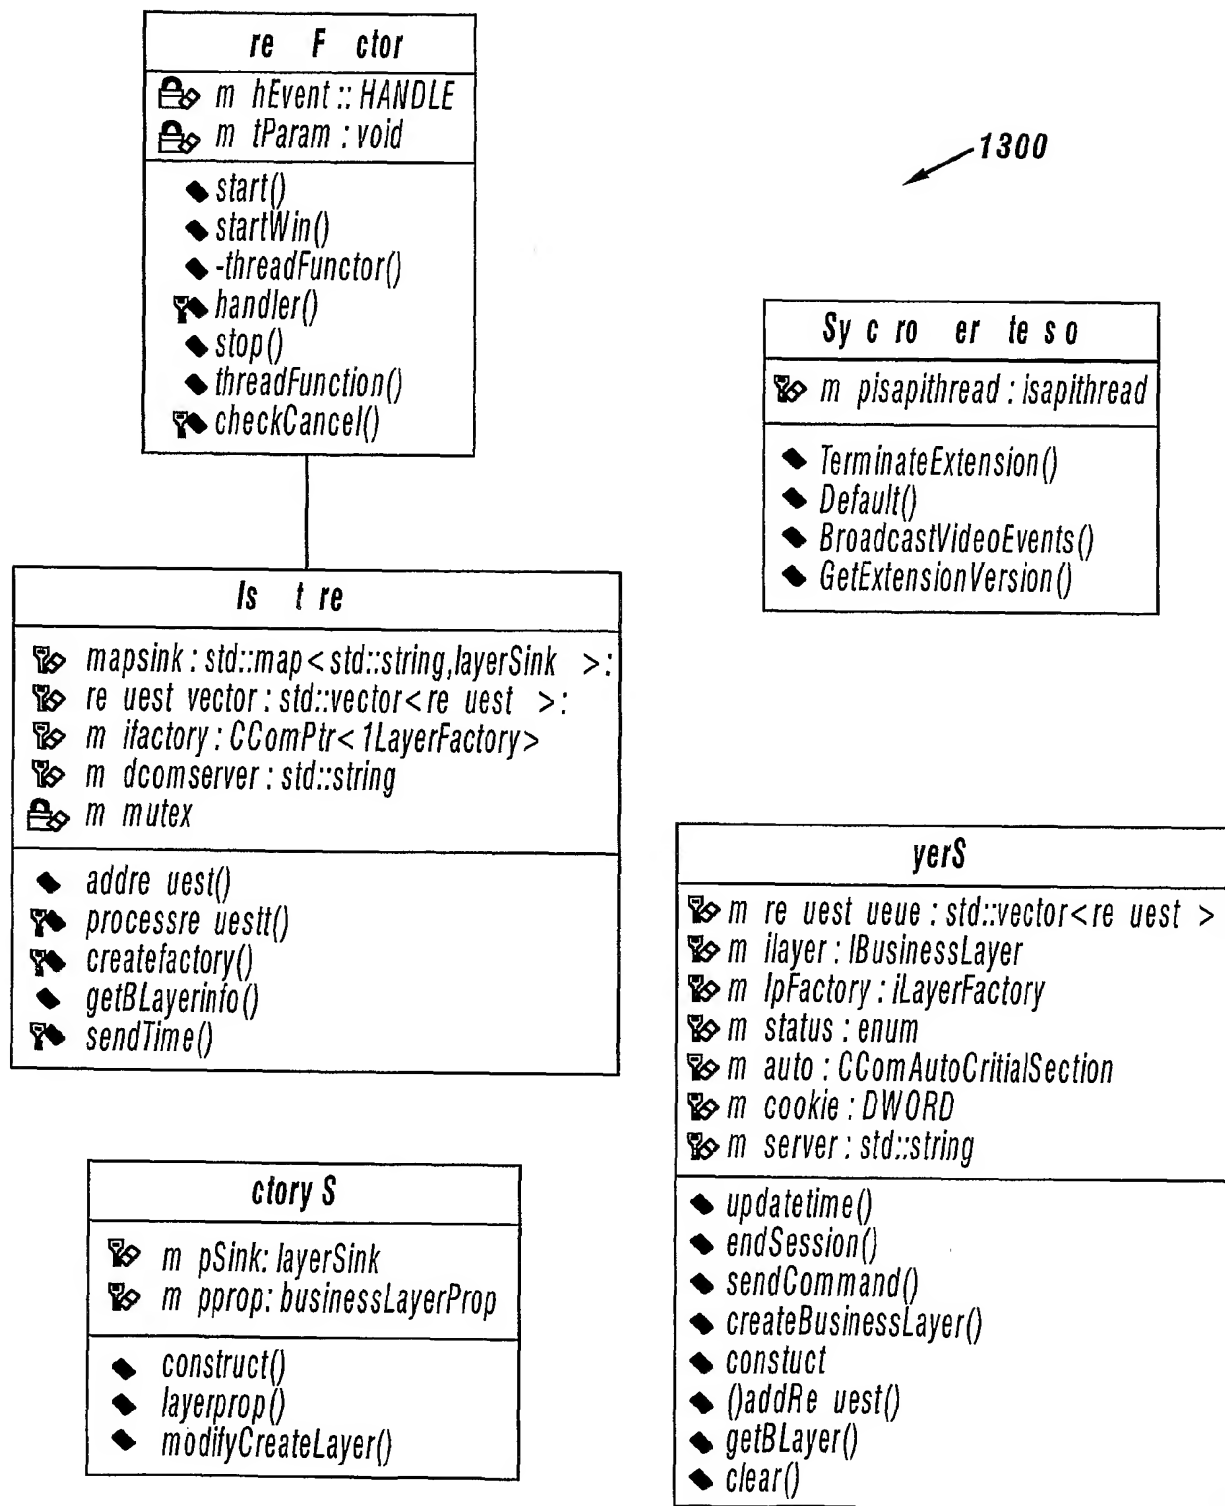 re F ctor
m hEvent :: HANDLE
m tParam : void
start()
startWin()
-threadFunctor()
handler()
stop()
threadFunction()
checkCancel()
1300
Sy c ro er te s o
m pisapithread : isapithread
TerminateExtension()
Default()
BroadcastVideoEvents()
GetExtensionVersion()
Is t re
mapsink : std::map<std::string,layerSink >:
re uest vector : std::vector<re uest >:
m ifactory : CComPtr<1LayerFactory>
m dcomserver : std::string
m mutex
addre uest()
processre uestt()
createfactory()
getBLayerinfo()
sendTime()
yerS
m re uest ueue : std::vector<re uest >
m ilayer : IBusinessLayer
m lpFactory : iLayerFactory
m status : enum
m auto : CComAutoCritialSection
m cookie : DWORD
m server : std::string
updatetime()
endSession()
sendCommand()
createBusinessLayer()
constuct
()addRe uest()
getBLayer()
clear()
ctory S
m pSink: layerSink
m pprop: businessLayerProp
construct()
layerprop()
modifyCreateLayer()